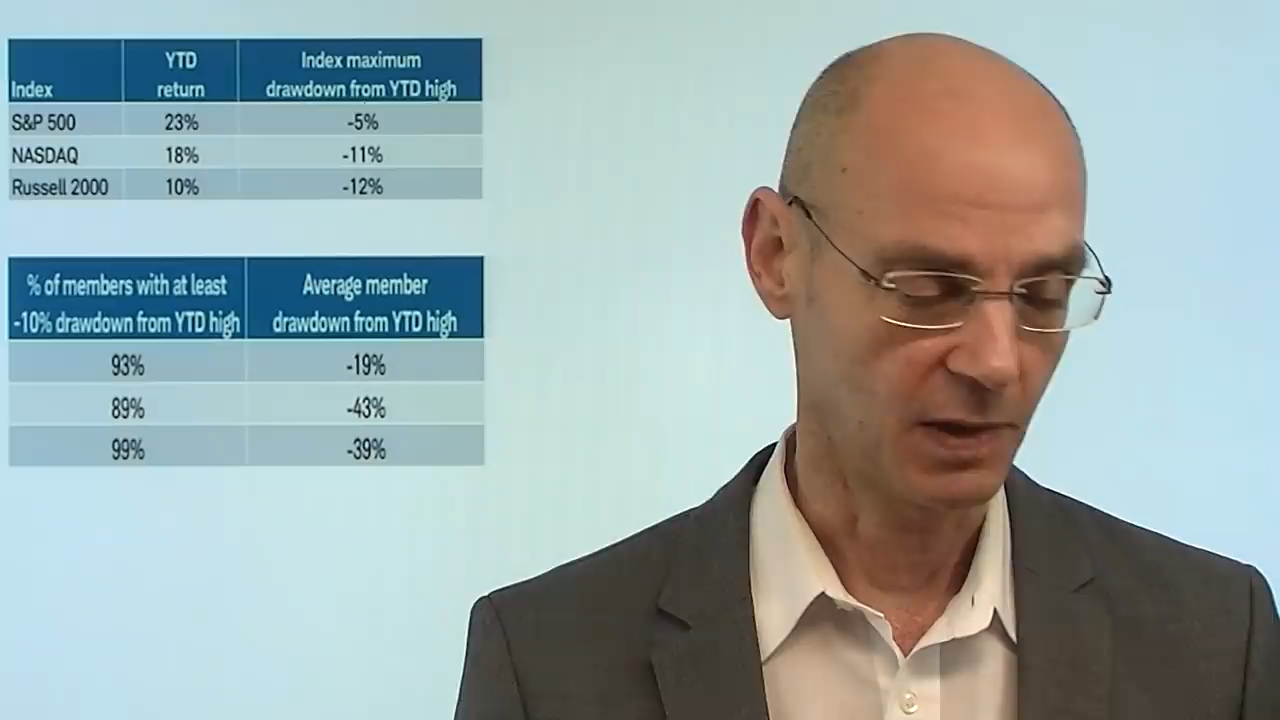 YTD Index maximum
Index return drawdown from YTD high
S&P 500 23% -5%
NASDAQ 18% -11%
Russell 2000 10% -12%
% of members with at least Average member
-10% drawdown from YTD high drawdown from YTD high
93% -19%
89% -43%
99% -39%